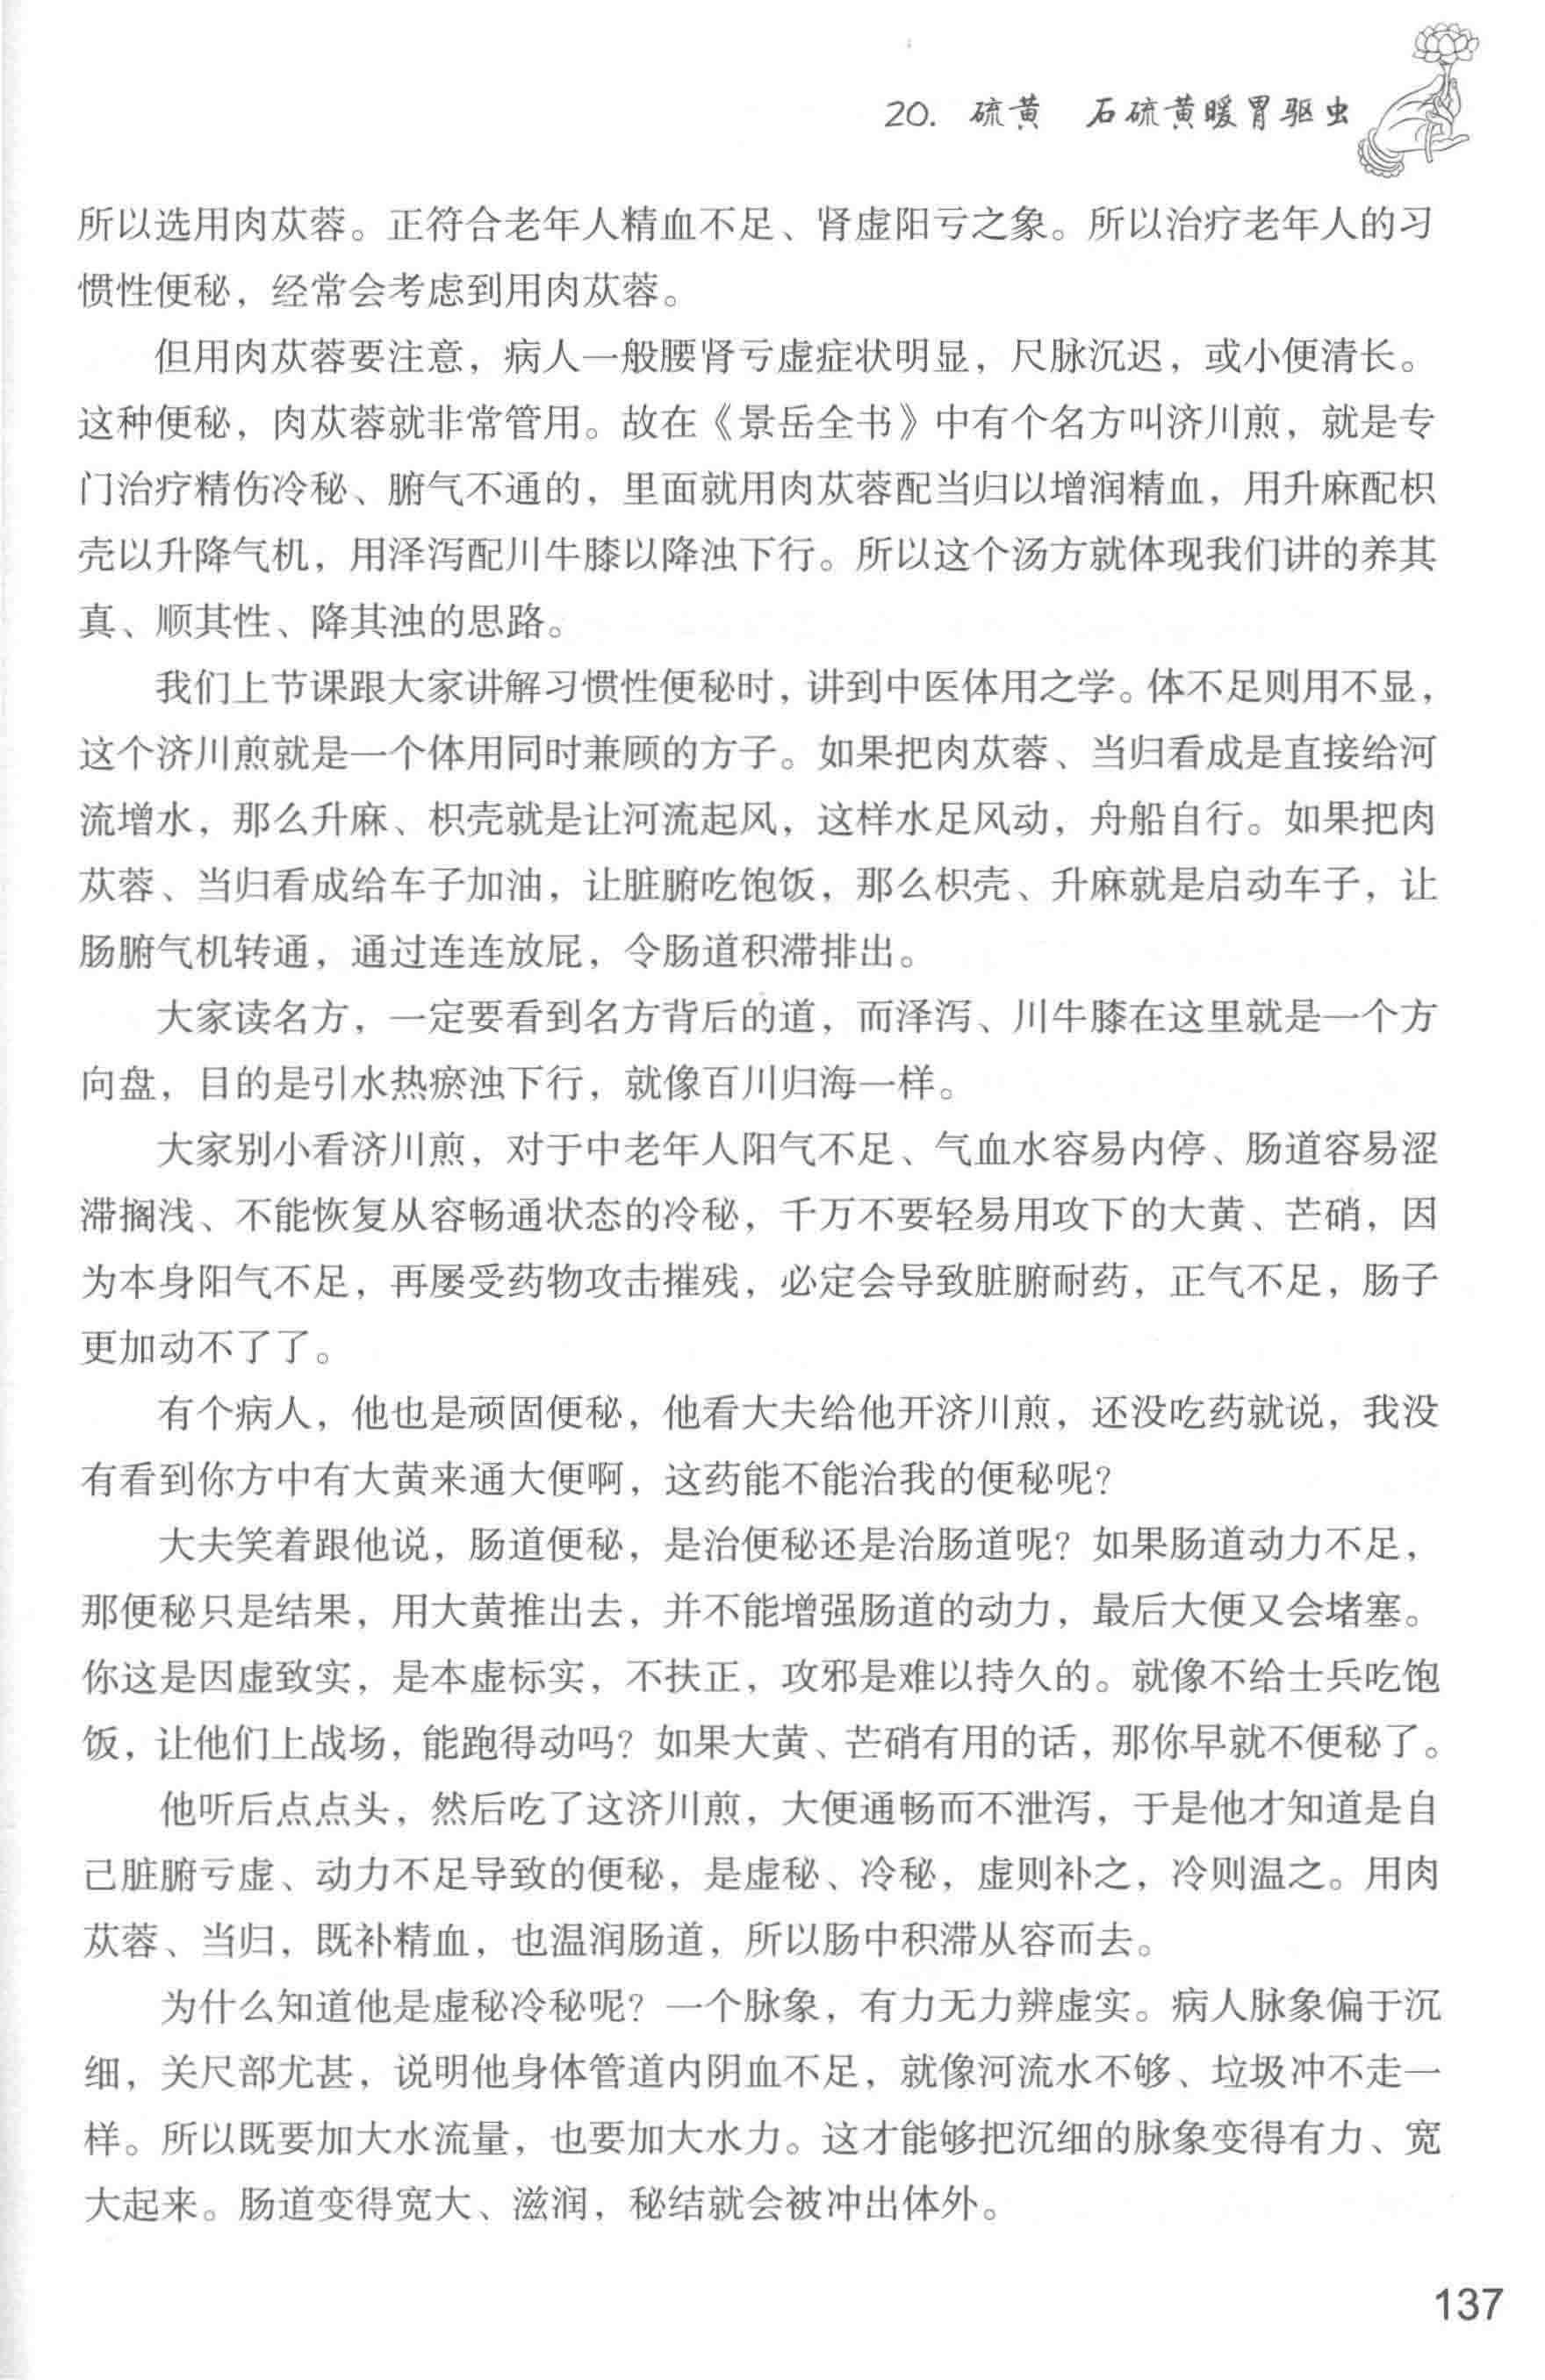 20. 硫黄　石硫黄暖胃驱虫
所以选用肉苁蓉。正符合老年人精血不足、肾虚阳亏之象。所以治疗老年人的习
惯性便秘，经常会考虑到用肉苁蓉。
但用肉苁蓉要注意，病人一般腰肾亏虚症状明显，尺脉沉迟，或小便清长。
这种便秘，肉苁蓉就非常管用。故在《景岳全书》中有个名方叫济川煎，就是专
门治疗精伤冷秘、腑气不通的，里面就用肉苁蓉配当归以增润精血，用升麻配枳
壳以升降气机，用泽泻配川牛膝以降浊下行。所以这个汤方就体现我们讲的养其
真、顺其性、降其浊的思路。
我们上节课跟大家讲解习惯性便秘时，讲到中医体用之学。体不足则用不显，
这个济川煎就是一个体用同时兼顾的方子。如果把肉苁蓉、当归看成是直接给河
流增水，那么升麻、枳壳就是让河流起风，这样水足风动，舟船自行。如果把肉
苁蓉、当归看成给车子加油，让脏腑吃饱饭，那么枳壳、升麻就是启动车子，让
肠腑气机转通，通过连连放屁，令肠道积滞排出。
大家读名方，一定要看到名方背后的道，而泽泻、川牛膝在这里就是一个方
向盘，目的是引水热瘀浊下行，就像百川归海一样。
大家别小看济川煎，对于中老年人阳气不足、气血水容易内停、肠道容易涩
滞搁浅、不能恢复从容畅通状态的冷秘，千万不要轻易用攻下的大黄、芒硝，因
为本身阳气不足，再屡受药物攻击摧残，必定会导致脏腑耐药，正气不足，肠子
更加动不了了。
有个病人，他也是顽固便秘，他看大夫给他开济川煎，还没吃药就说，我没
有看到你方中有大黄来通大便啊，这药能不能治我的便秘呢？
大夫笑着跟他说，肠道便秘，是治便秘还是治肠道呢？如果肠道动力不足，
那便秘只是结果，用大黄推出去，并不能增强肠道的动力，最后大便又会堵塞。
你这是因虚致实，是本虚标实，不扶正，攻邪是难以持久的。就像不给士兵吃饱
饭，让他们上战场，能跑得动吗？如果大黄、芒硝有用的话，那你早就不便秘了。
他听后点点头，然后吃了这济川煎，大便通畅而不泄泻，于是他才知道是自
己脏腑亏虚、动力不足导致的便秘，是虚秘、冷秘，虚则补之，冷则温之。用肉
苁蓉、当归，既补精血，也温润肠道，所以肠中积滞从容而去。
为什么知道他是虚秘冷秘呢？一个脉象，有力无力辨虚实。病人脉象偏于沉
细，关尺部尤甚，说明他身体管道内阴血不足，就像河流水不够、垃圾冲不走一
样。所以既要加大水流量，也要加大水力。这才能够把沉细的脉象变得有力、宽
大起来。肠道变得宽大、滋润，秘结就会被冲出体外。
137